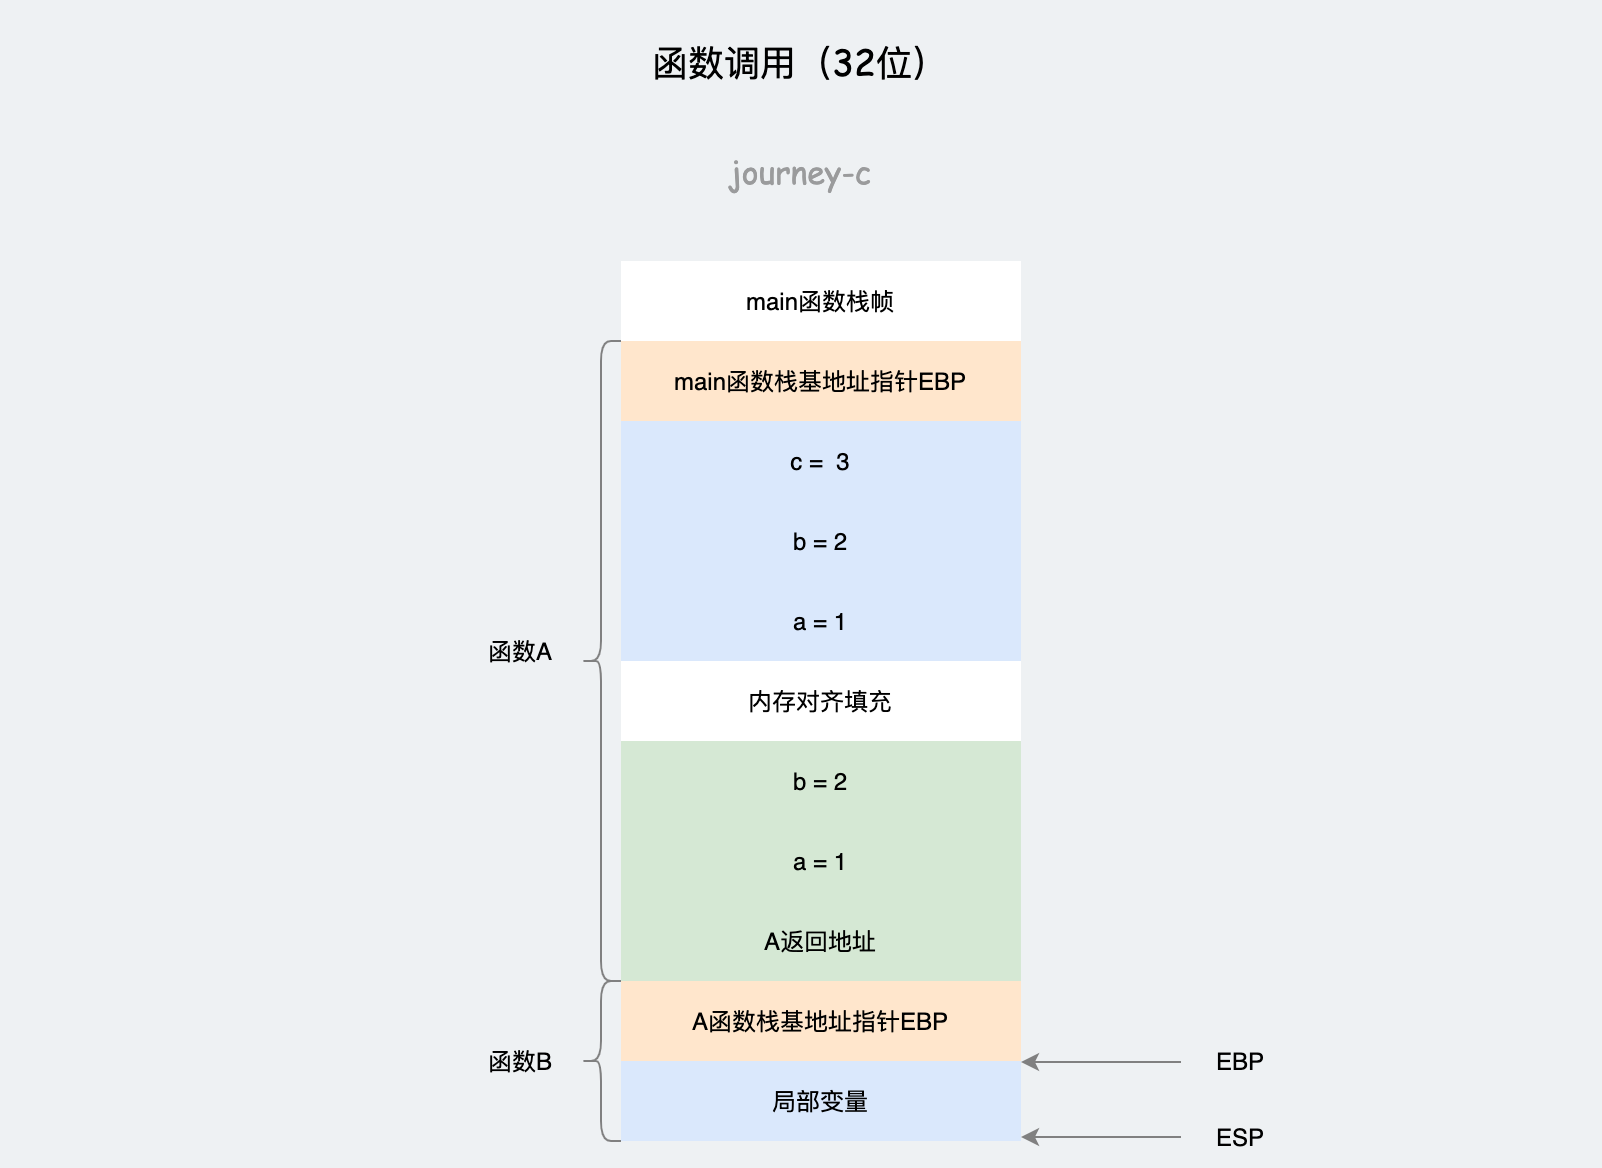 函数调用（32位）
journey-c
main函数栈帧
main函数栈基地址指针EBP
c = 3
b = 2
a = 1
函数A
内存对齐填充
b = 2
a = 1
A返回地址
A函数栈基地址指针EBP
函数B
EBP
局部变量
ESP